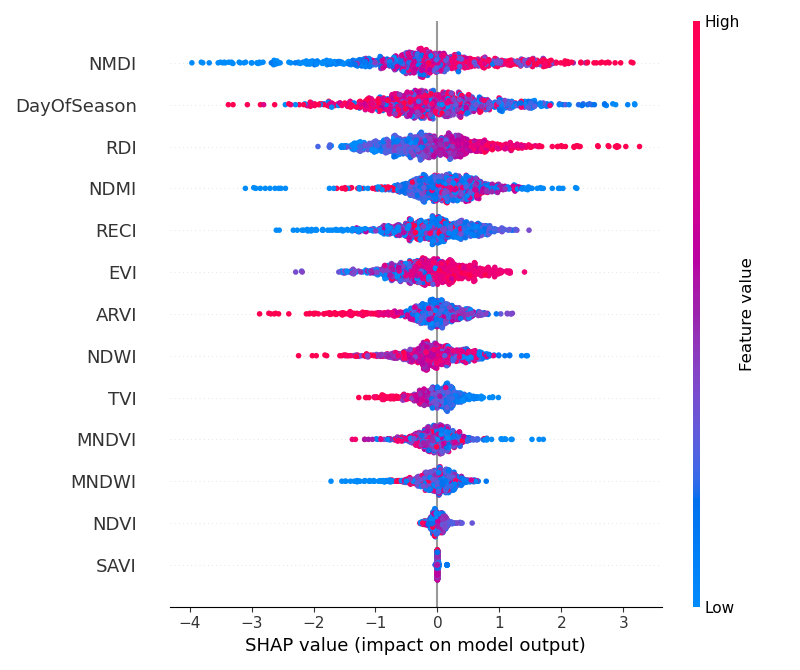 High
NMDI
DayOfSeason
RDI
NDMI
RECI
EVI
ARVI
NDWI
TVI
MNDVI
MNDWI
NDVI
SAVI
Feature value
Low
−4 −3 −2 −1 0 1 2 3
SHAP value (impact on model output)